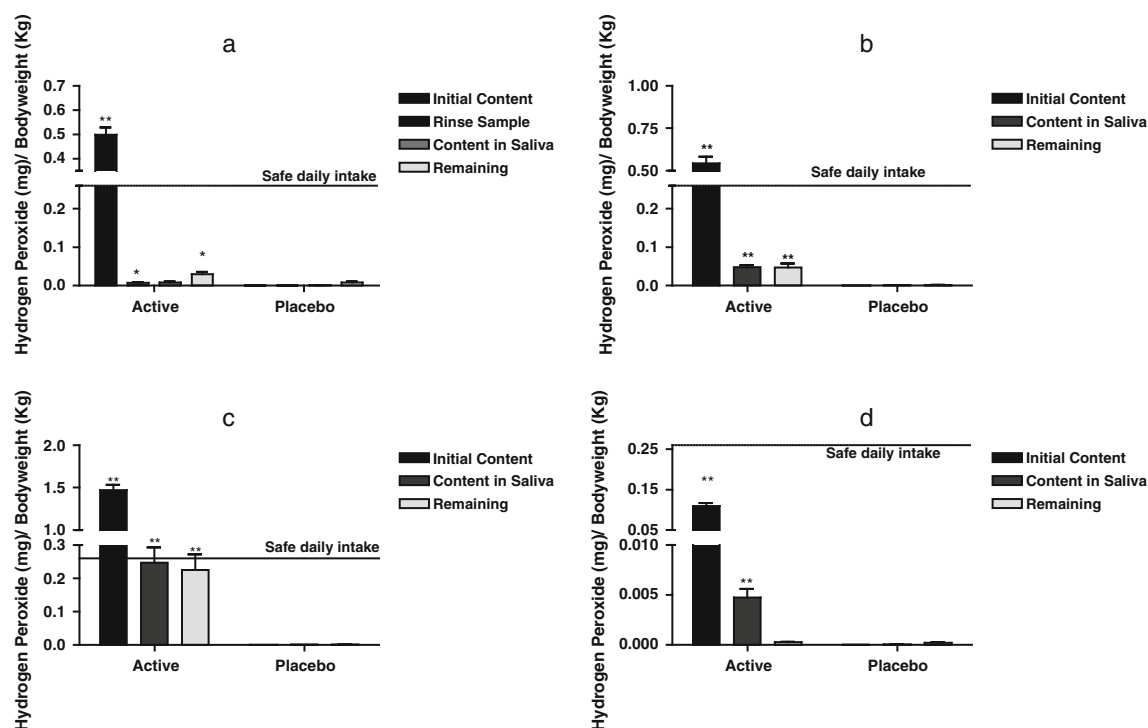 a
Hydrogen Peroxide (mg)/ Bodyweight (Kg)
0.7
0.6
0.5
0.4
0.2
0.1
0.0
**
*
*
Safe daily intake
Active
Placebo
Initial Content
Rinse Sample
Content in Saliva
Remaining
b
Hydrogen Peroxide (mg)/ Bodyweight (Kg)
1.00
0.75
0.50
0.2
0.1
0.0
**
**
**
Safe daily intake
Active
Placebo
Initial Content
Content in Saliva
Remaining
c
Hydrogen Peroxide (mg)/ Bodyweight (Kg)
2.0
1.5
1.0
0.3
0.2
0.1
0.0
**
**
**
Safe daily intake
Active
Placebo
Initial Content
Content in Saliva
Remaining
d
Hydrogen Peroxide (mg)/ Bodyweight (Kg)
0.25
0.20
0.15
0.10
0.05
0.010
0.005
0.000
**
**
Safe daily intake
Active
Placebo
Initial Content
Content in Saliva
Remaining